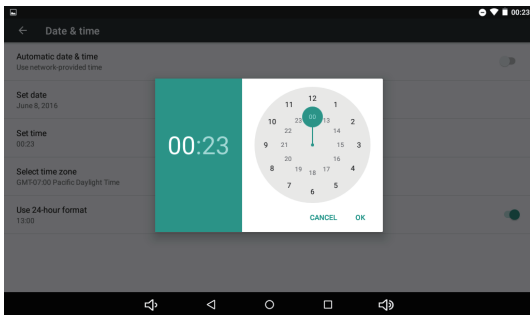 00:23
Date & time
Automatic date & time
Use network-provided time
Set date
June 8, 2016
Set time
00:23
Select time zone
GMT-07:00 Pacific Daylight Time
Use 24-hour format
13:00
00:23
12
11
1
00
23
13
10
2
22
14
9
21
15
3
20
16
8
19
18
17
4
7
5
6
CANCEL
OK